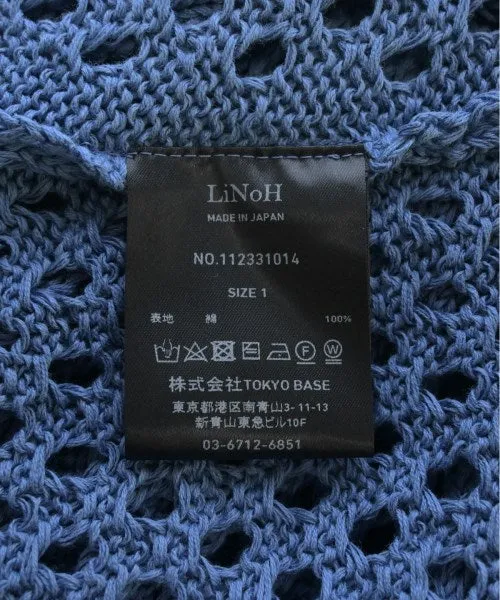 LiNoH
MADE IN JAPAN
NO.112331014
SIZE 1
表地 綿 100%
F W
株式会社TOKYO BASE
東京都港区南青山3-11-13
新青山東急ビル10F
03-6712-6851